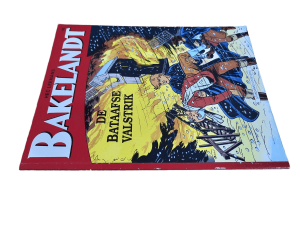 BAKELANDT
DE
BATAAFSE
VALSTRIK